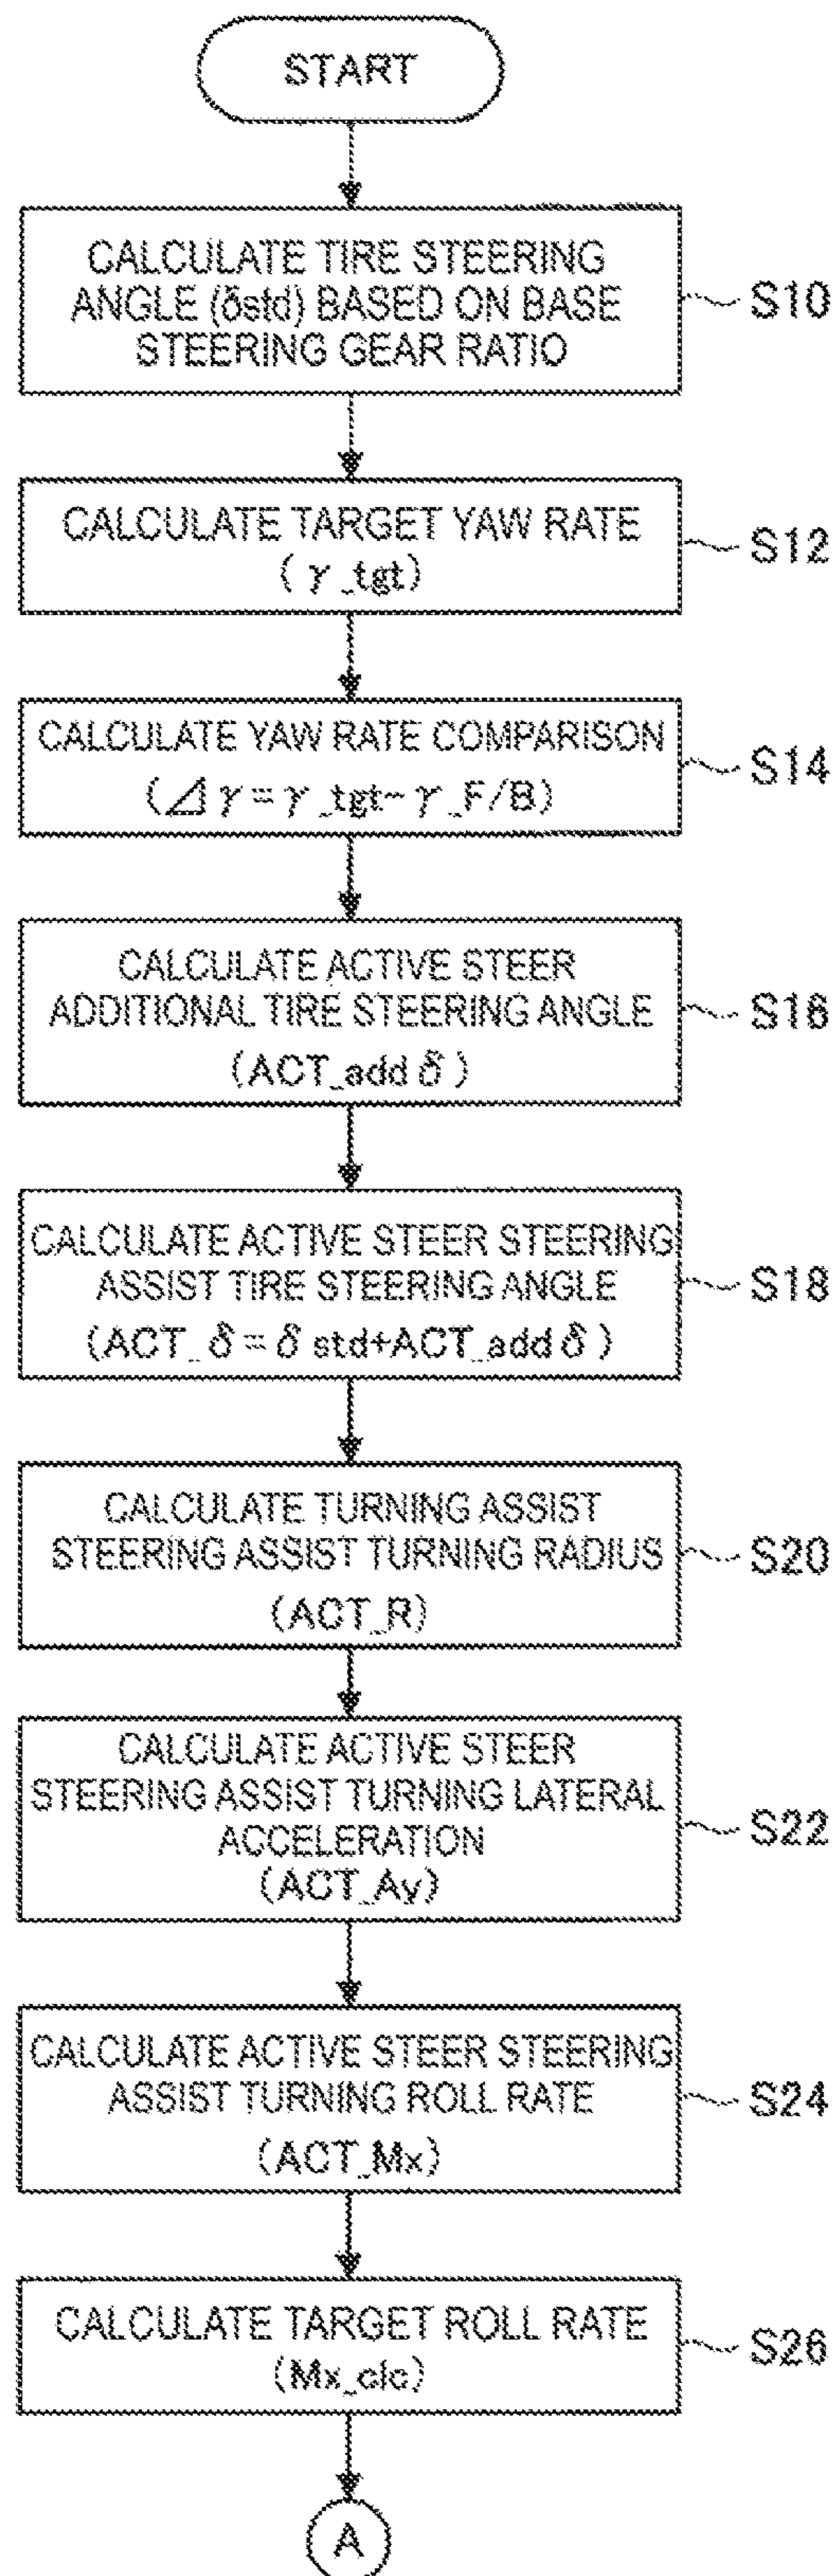 START
CALCULATE TIRE STEERING
ANGLE (δstd) BASED ON BASE
STEERING GEAR RATIO
S10
CALCULATE TARGET YAW RATE
(γ_tgt)
S12
CALCULATE YAW RATE COMPARISON
(⊿γ=γ_tgt-γ_F/B)
S14
CALCULATE ACTIVE STEER
ADDITIONAL TIRE STEERING ANGLE
(ACT_add δ)
S16
CALCULATE ACTIVE STEER STEERING
ASSIST TIRE STEERING ANGLE
(ACT_δ=δ std+ACT_add δ)
S18
CALCULATE TURNING ASSIST
STEERING ASSIST TURNING RADIUS
(ACT_R)
S20
CALCULATE ACTIVE STEER
STEERING ASSIST TURNING LATERAL
ACCELERATION
(ACT_Ay)
S22
CALCULATE ACTIVE STEER STEERING
ASSIST TURNING ROLL RATE
(ACT_Mx)
S24
CALCULATE TARGET ROLL RATE
(Mx_clc)
S26
A